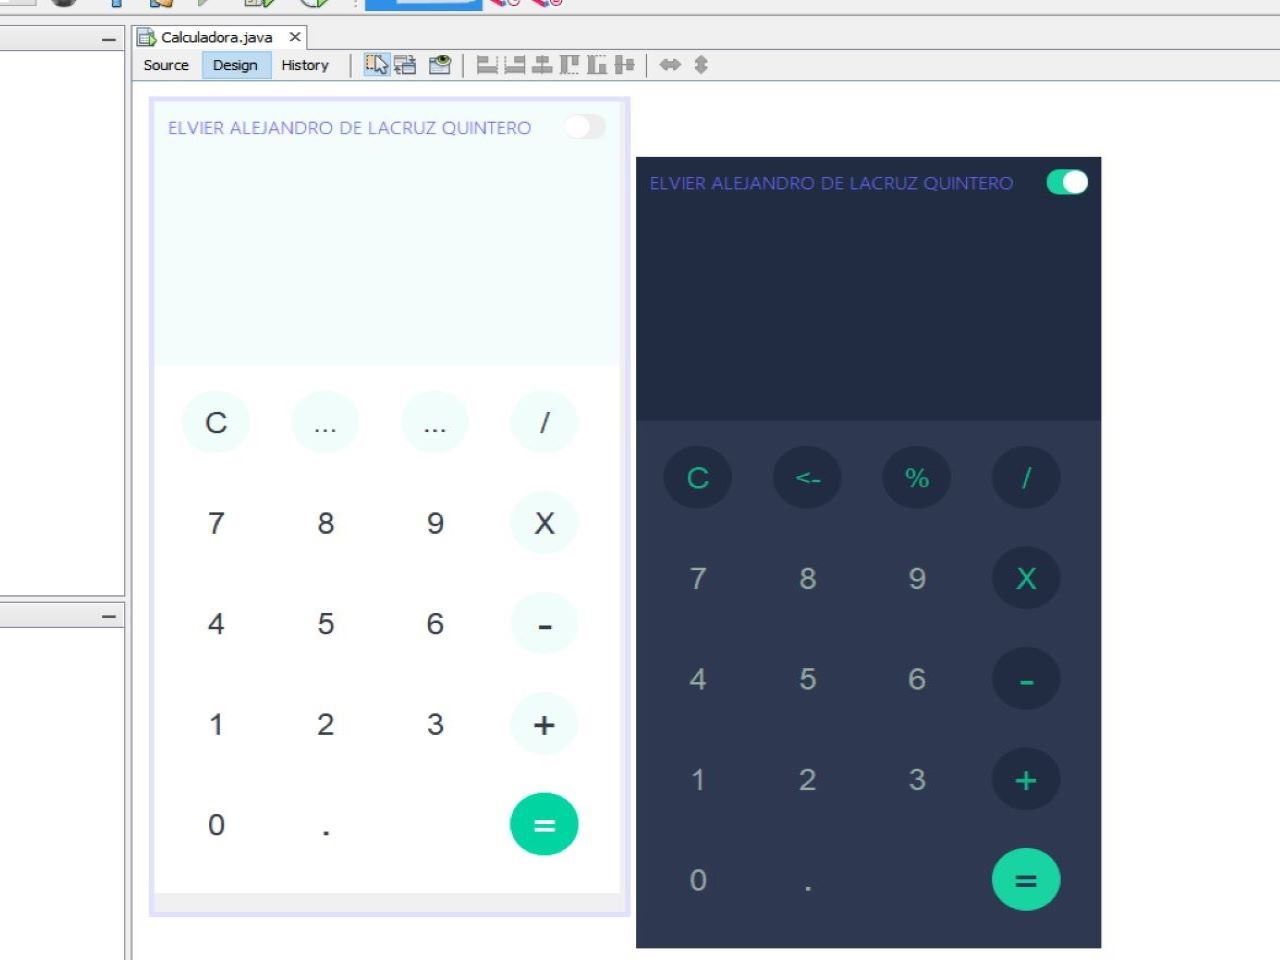 Calculadora.java
Source Design History
ELVIER ALEJANDRO DE LACRUZ QUINTERO
C ... ... /
7 8 9 X
4 5 6 -
1 2 3 +
0 . =
ELVIER ALEJANDRO DE LACRUZ QUINTERO
C <- % /
7 8 9 X
4 5 6 -
1 2 3 +
0 . =